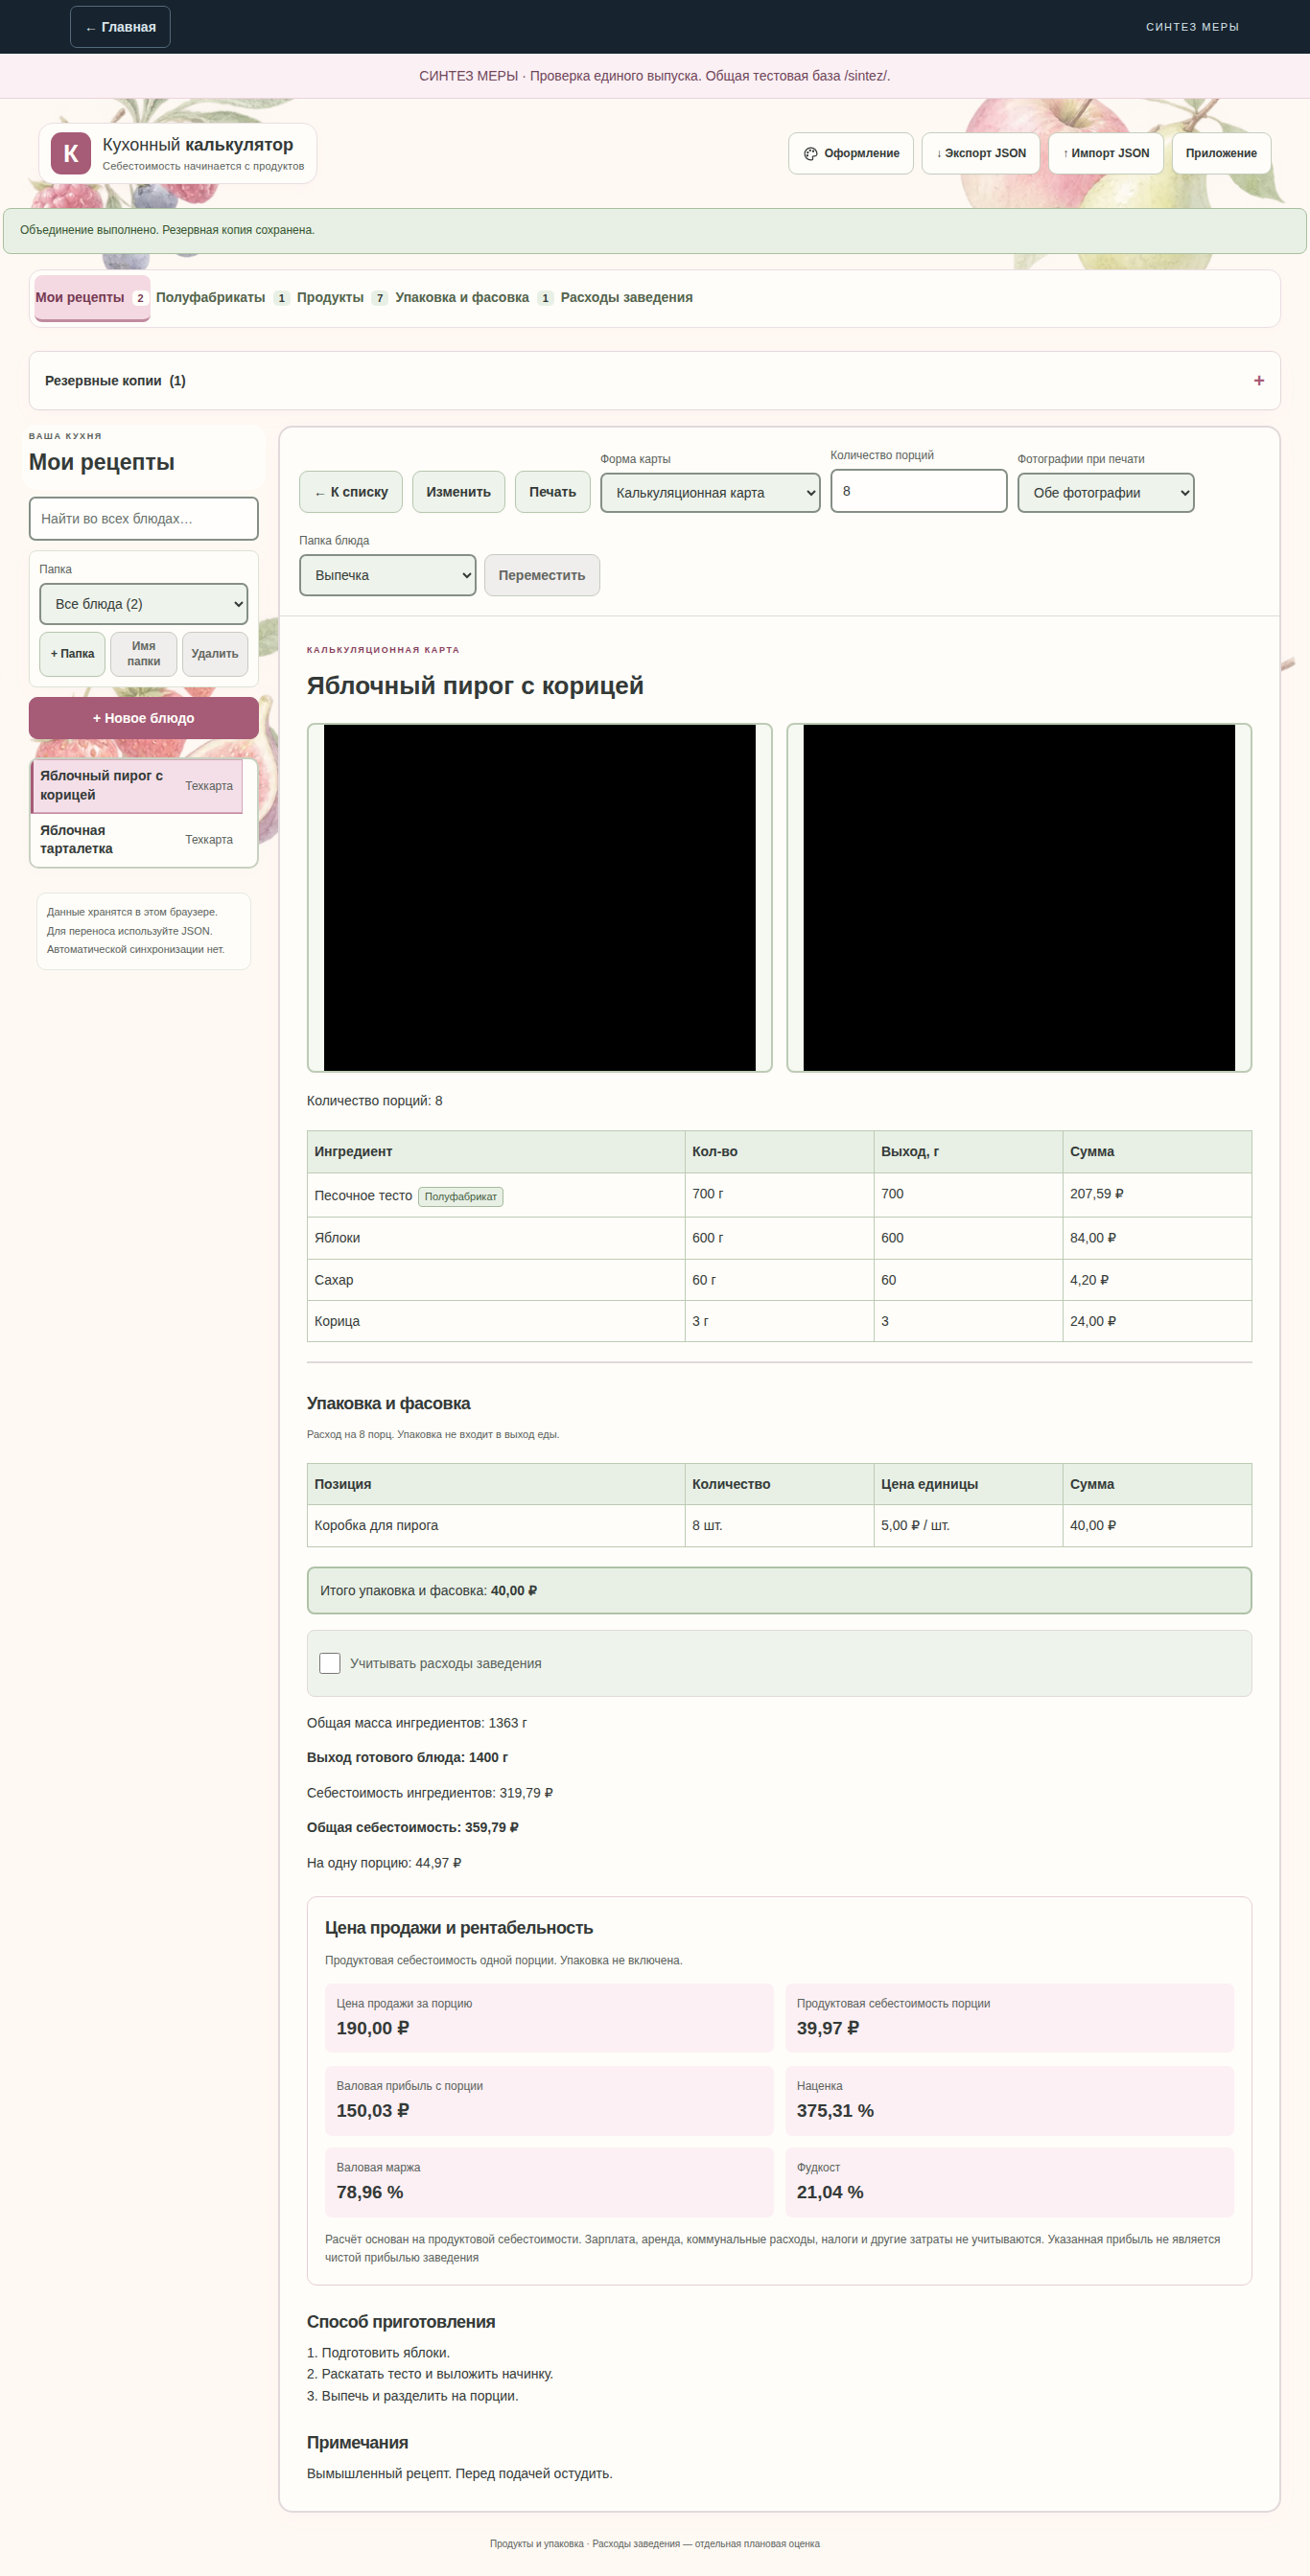 ← Главная
СИНТЕЗ МЕРЫ
СИНТЕЗ МЕРЫ · Проверка единого выпуска. Общая тестовая база /sintez/.
К
Кухонный калькулятор
Себестоимость начинается с продуктов
Оформление
↓ Экспорт JSON
↑ Импорт JSON
Приложение
Объединение выполнено. Резервная копия сохранена.
Мои рецепты 2 Полуфабрикаты 1 Продукты 7 Упаковка и фасовка 1 Расходы заведения
Резервные копии (1)
+
ВАША КУХНЯ
Мои рецепты
Найти во всех блюдах…
Папка
Все блюда (2)
+ Папка
Имя папки
Удалить
+ Новое блюдо
Яблочный пирог с корицей
Техкарта
Яблочная тарталетка
Техкарта
Данные хранятся в этом браузере.
Для переноса используйте JSON.
Автоматической синхронизации нет.
← К списку
Изменить
Печать
Форма карты
Калькуляционная карта
Количество порций
8
Фотографии при печати
Обе фотографии
Папка блюда
Выпечка
Переместить
КАЛЬКУЛЯЦИОННАЯ КАРТА
Яблочный пирог с корицей
Количество порций: 8
Ингредиент Кол-во Выход, г Сумма
Песочное тесто Полуфабрикат 700 г 700 207,59 ₽
Яблоки 600 г 600 84,00 ₽
Сахар 60 г 60 4,20 ₽
Корица 3 г 3 24,00 ₽
Упаковка и фасовка
Расход на 8 порц. Упаковка не входит в выход еды.
Позиция Количество Цена единицы Сумма
Коробка для пирога 8 шт. 5,00 ₽ / шт. 40,00 ₽
Итого упаковка и фасовка: 40,00 ₽
Учитывать расходы заведения
Общая масса ингредиентов: 1363 г
Выход готового блюда: 1400 г
Себестоимость ингредиентов: 319,79 ₽
Общая себестоимость: 359,79 ₽
На одну порцию: 44,97 ₽
Цена продажи и рентабельность
Продуктовая себестоимость одной порции. Упаковка не включена.
Цена продажи за порцию
190,00 ₽
Продуктовая себестоимость порции
39,97 ₽
Валовая прибыль с порции
150,03 ₽
Наценка
375,31 %
Валовая маржа
78,96 %
Фудкост
21,04 %
Расчёт основан на продуктовой себестоимости. Зарплата, аренда, коммунальные расходы, налоги и другие затраты не учитываются. Указанная прибыль не является
чистой прибылью заведения
Способ приготовления
1. Подготовить яблоки.
2. Раскатать тесто и выложить начинку.
3. Выпечь и разделить на порции.
Примечания
Вымышленный рецепт. Перед подачей остудить.
Продукты и упаковка · Расходы заведения — отдельная плановая оценка